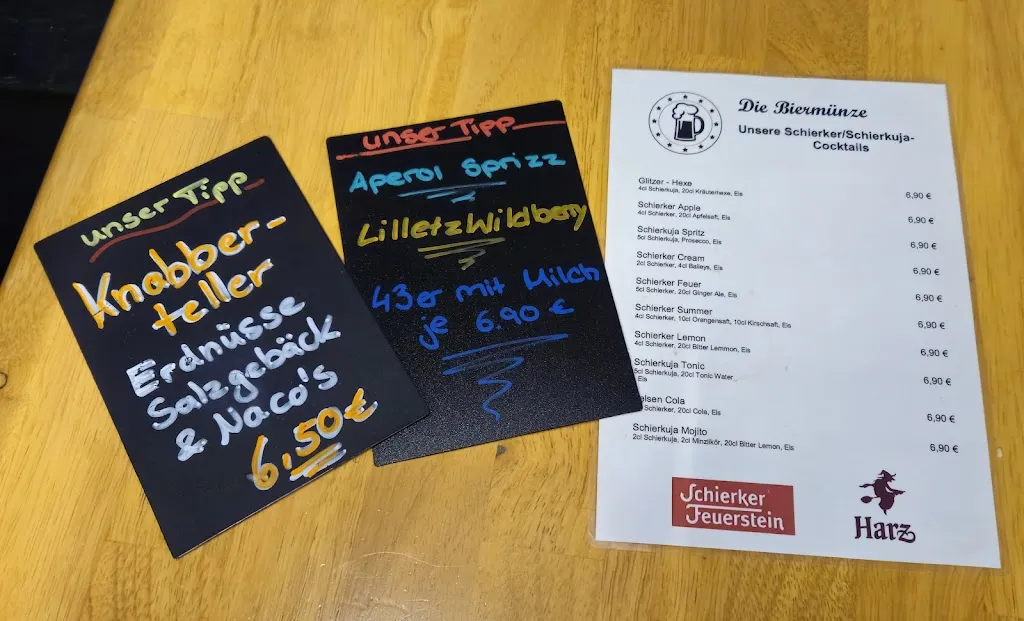 unser Tipp
Knabber-
teller
Erdnüsse
Salzgebäck
& Naco's
6,50€
unser Tipp
Aperol Sprizz
LilletzWildberry
43er mit Milch
je 6.90 €
Die Biermünze
Unsere Schierker/Schierkuja-
Cocktails
Glitzer - Hexe 6,90 €
4cl Schierkuja, 20cl Kräuterhexe, Eis
Schierker Apple 6,90 €
4cl Schierker, 20cl Apfelsaft, Eis
Schierkuja Spritz 6,90 €
5cl Schierkuja, Prosecco, Eis
Schierker Cream 6,90 €
2cl Schierker, 4cl Baileys, Eis
Schierker Feuer 6,90 €
5cl Schierker, 20cl Ginger Ale, Eis
Schierker Summer 6,90 €
4cl Schierker, 10cl Orangensaft, 10cl Kirschsaft, Eis
Schierker Lemon 6,90 €
4cl Schierker, 20cl Bitter Lemmon, Eis
Schierkuja Tonic 6,90 €
5cl Schierkuja, 20cl Tonic Water
Eis
elsen Cola 6,90 €
Schierker, 20cl Cola, Eis
Schierkuja Mojito 6,90 €
2cl Schierkuja, 2cl Minzlikör, 20cl Bitter Lemon, Eis
Schierker
Feuerstein
Harz